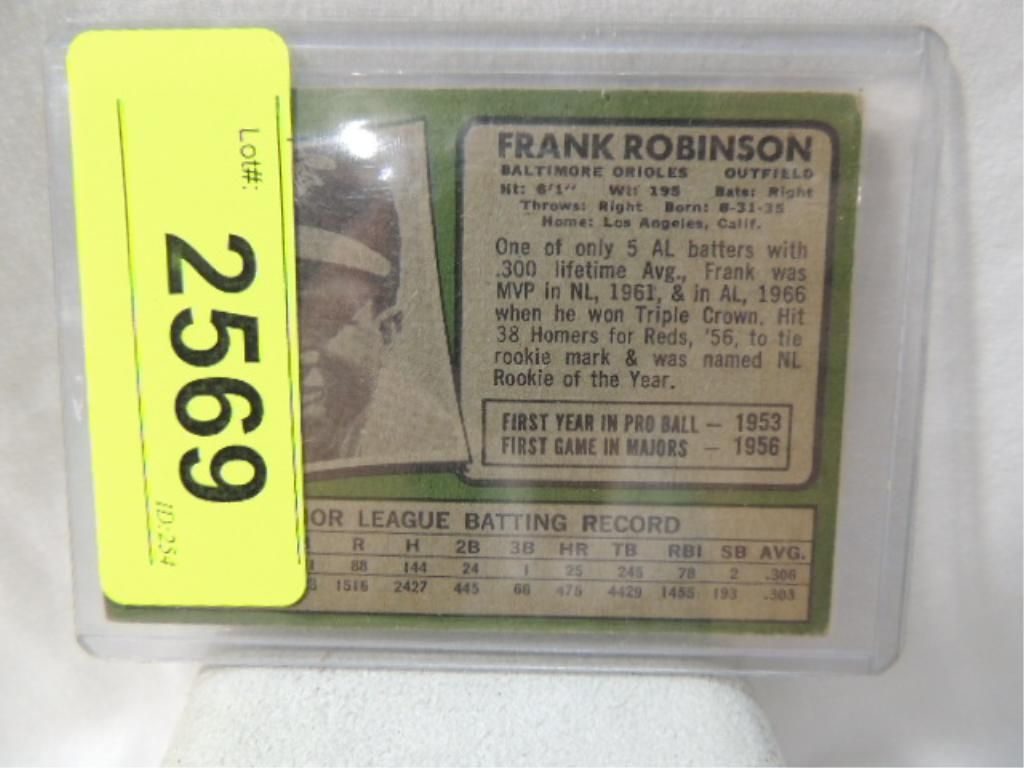 Lot#:
2569
ID:254
FRANK ROBINSON
BALTIMORE ORIOLES OUTFIELD
Ht: 6'1" Wt: 195 Bats: Right
Throws: Right Born: 8-31-35
Home: Los Angeles, Calif.
One of only 5 AL batters with
.300 lifetime Avg., Frank was
MVP in NL, 1961, & in AL, 1966
when he won Triple Crown. Hit
38 Homers for Reds, '56, to tie
rookie mark & was named NL
Rookie of the Year.
FIRST YEAR IN PRO BALL — 1953
FIRST GAME IN MAJORS — 1956
OR LEAGUE BATTING RECORD
R H 2B 3B HR TB RBI SB AVG.
88 144 24 1 25 245 78 2 .306
1516 2427 445 66 475 4429 1455 193 .303